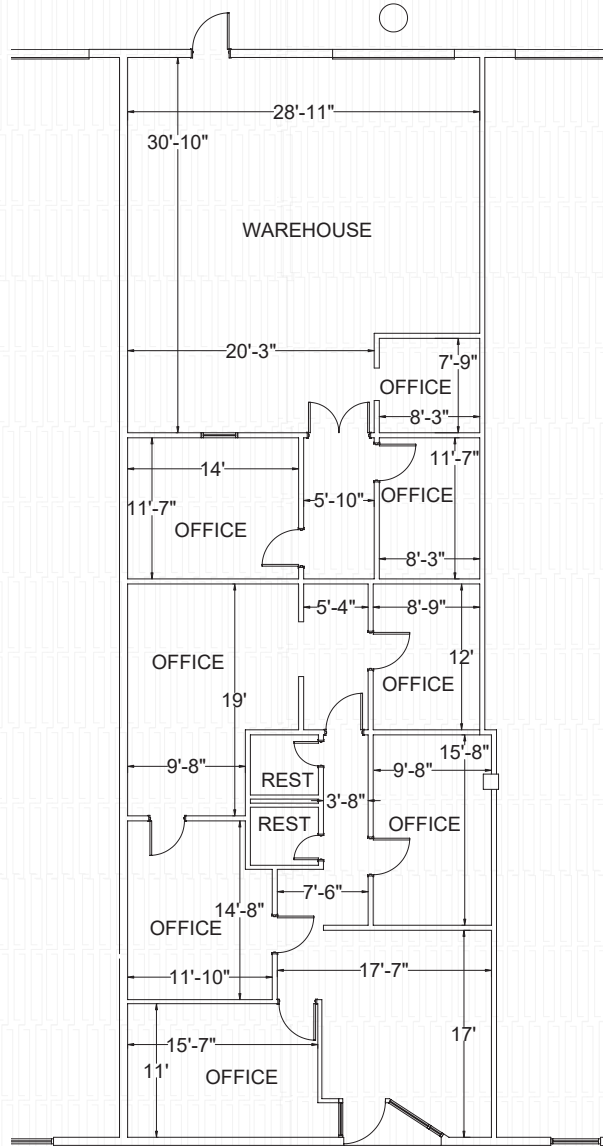 28'-11"
30'-10"
WAREHOUSE
20'-3"
7'-9"
OFFICE
8'-3"
14'
11'-7"
5'-10"
OFFICE
11'-7"
OFFICE
8'-3"
5'-4"
8'-9"
OFFICE
12'
OFFICE
19'
15'-8"
9'-8"
9'-8"
REST
3'-8"
REST
OFFICE
7'-6"
14'-8"
OFFICE
11'-10"
17'-7"
17'
15'-7"
11'
OFFICE